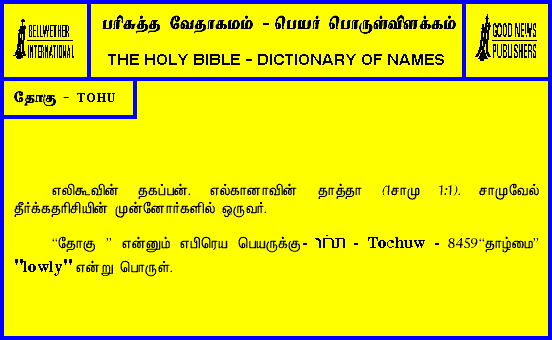 BELLWETHER
INTERNATIONAL
பரிசுத்த வேதாகமம் - பெயர் பொருள்விளக்கம்
THE HOLY BIBLE - DICTIONARY OF NAMES
GOOD NEWS
PUBLISHERS
தோகு - TOHU
எலிகூவின் தகப்பன். எல்கானாவின் தாத்தா (1சாமு 1:1). சாமுவேல்
தீர்க்கதரிசியின் முன்னோர்களில் ஒருவர்.
“தோகு ” என்னும் எபிரெய பெயருக்கு- - Tochuw - 8459“தாழ்மை”
"lowly" என்று பொருள்.